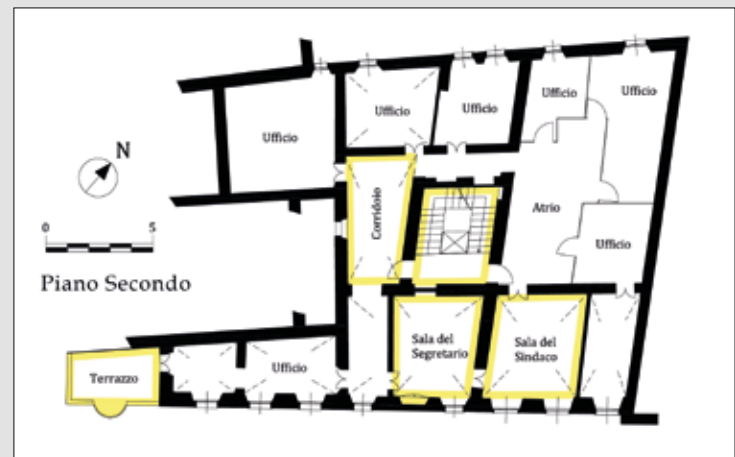 Ufficio
Ufficio
Ufficio
Ufficio
Ufficio
N
Corridoio
Atrio
0
5
Ufficio
Piano Secondo
Sala del
Segretario
Sala del
Sindaco
Ufficio
Terrazzo